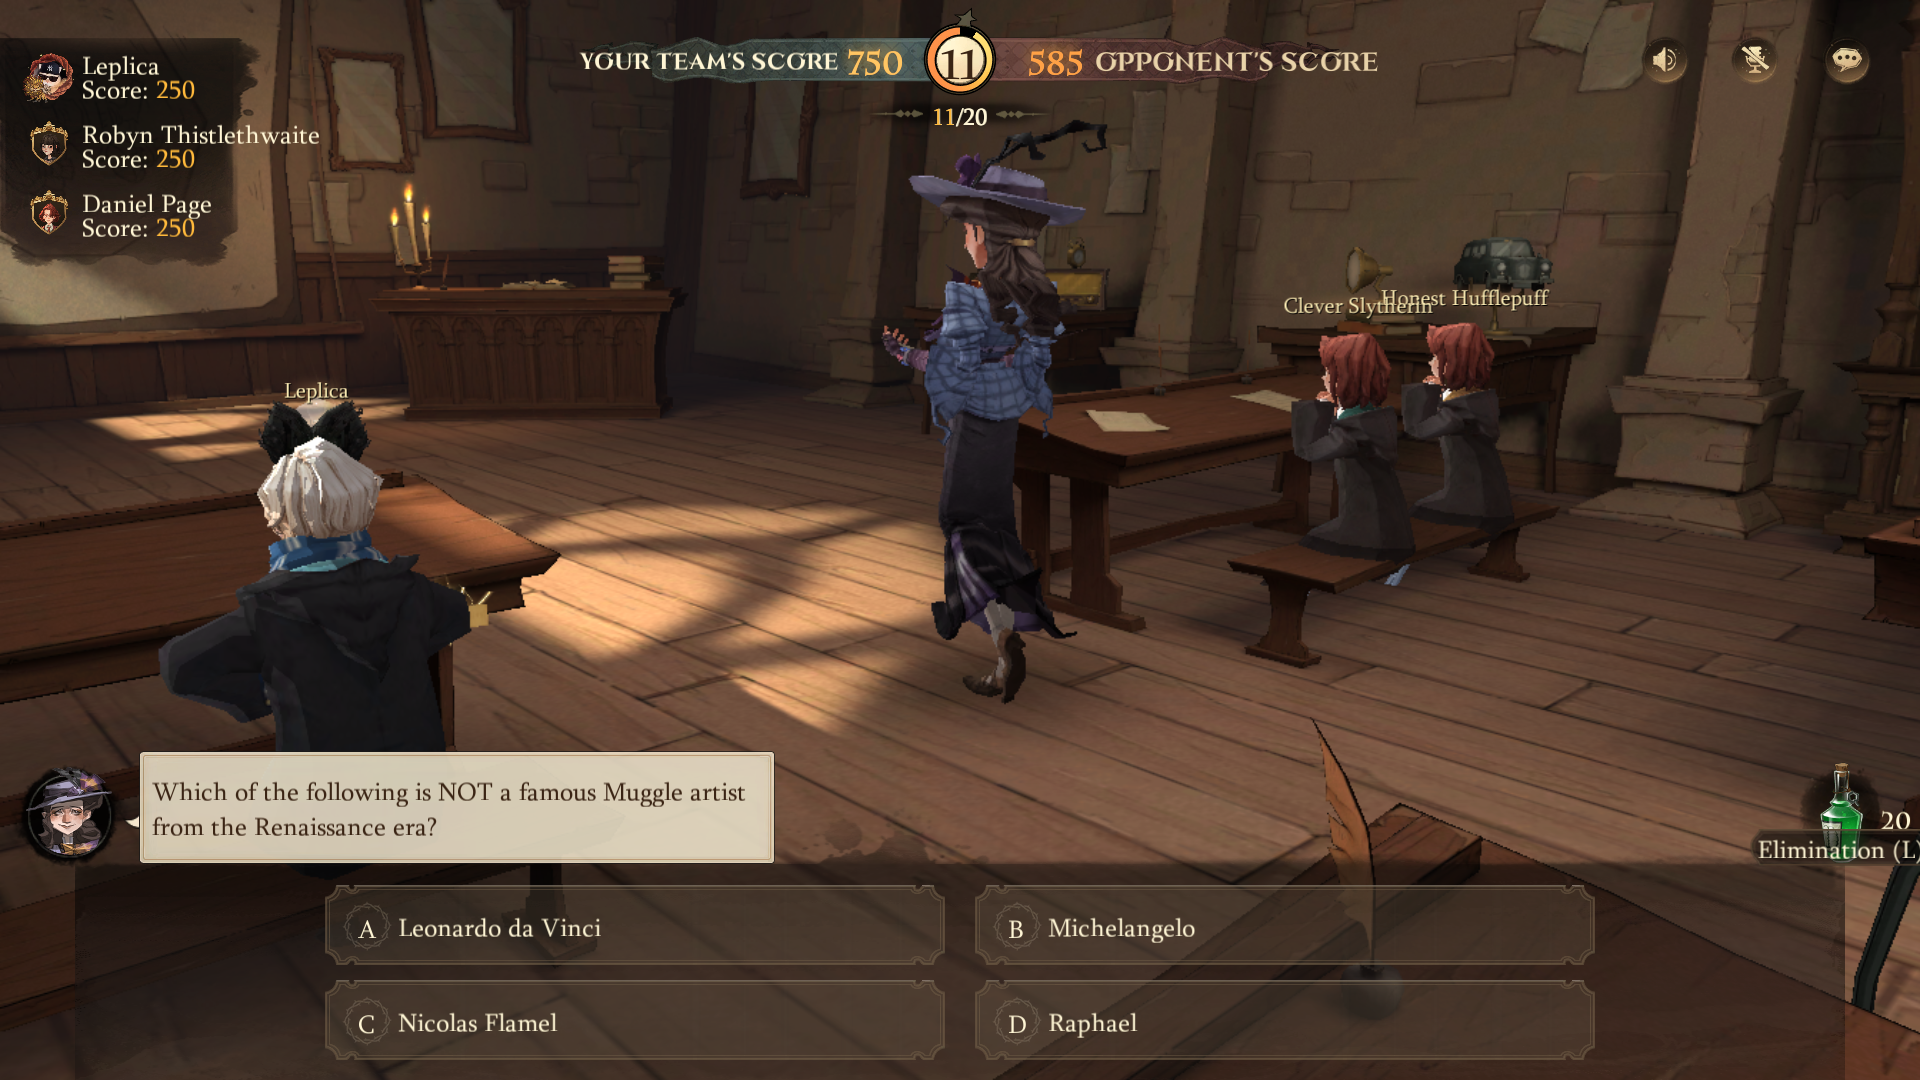 Leplica
Score: 250
Robyn Thistlethwaite
Score: 250
Daniel Page
Score: 250
YOUR TEAM'S SCORE 750 11 585 OPPONENT'S SCORE
11/20
Clever Slytherin
Honest Hufflepuff
Leplica
Which of the following is NOT a famous Muggle artist
from the Renaissance era?
20
Elimination (L)
A Leonardo da Vinci
B Michelangelo
C Nicolas Flamel
D Raphael